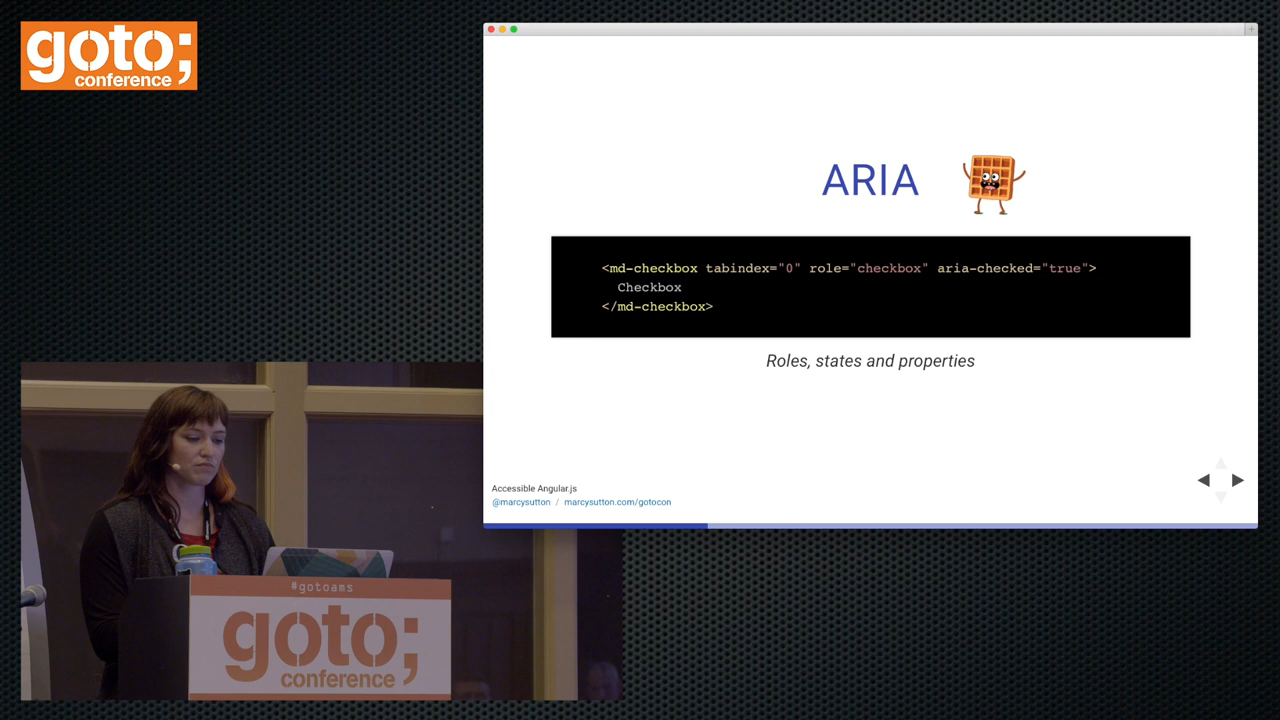 goto;
conference
ARIA
<md-checkbox tabindex="0" role="checkbox" aria-checked="true">
Checkbox
</md-checkbox>
Roles, states and properties
Accessible Angular.js
@marcysutton / marcysutton.com/gotocon
#gotoams
goto;
conference